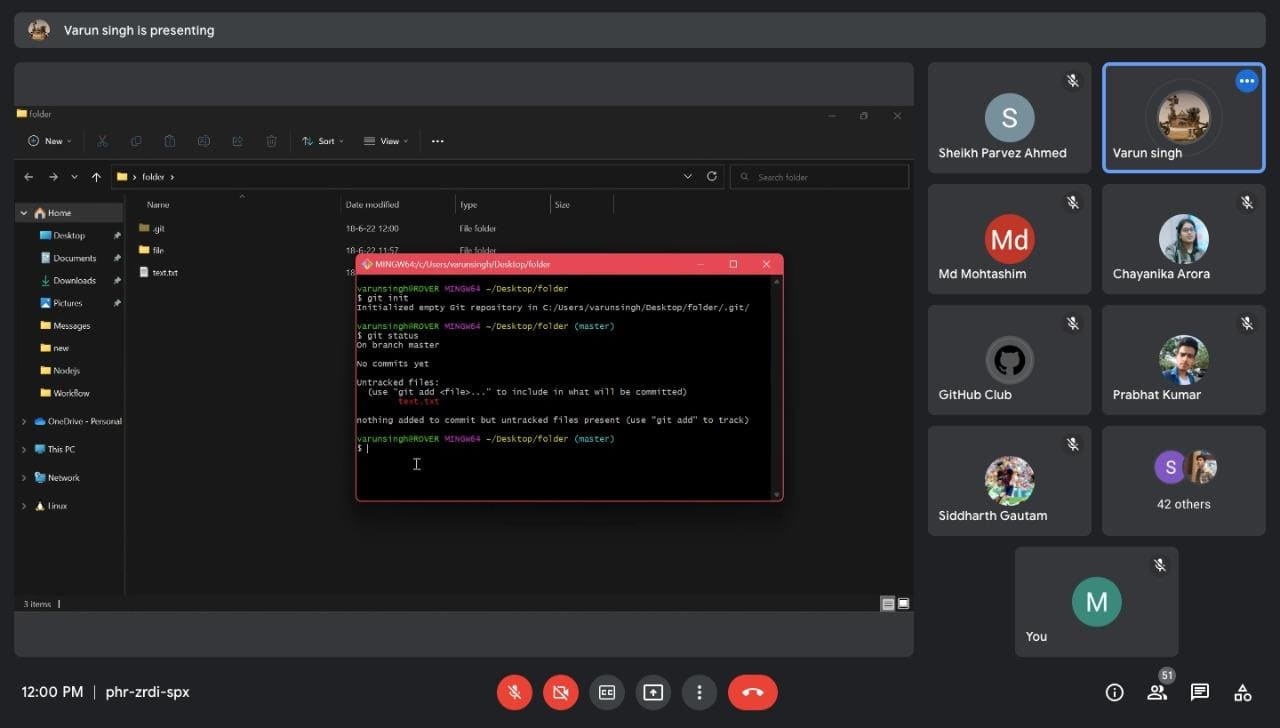 Varun singh is presenting
folder
New
Sort
View
folder
Search folder
Name
Date modified
Type
Size
Home
Desktop
Documents
Downloads
Pictures
Messages
new
Nodejs
Workflow
OneDrive - Personal
This PC
Network
Linux
.git
18-6-22 12:00
File folder
file
18-6-22 11:57
File folder
text.txt
18
MINGW64:/c/Users/varunsingh/Desktop/folder
varunsingh@ROVER MINGW64 ~/Desktop/folder
$ git init
Initialized empty Git repository in C:/Users/varunsingh/Desktop/folder/.git/
varunsingh@ROVER MINGW64 ~/Desktop/folder (master)
$ git status
On branch master
No commits yet
Untracked files:
(use "git add <file>..." to include in what will be committed)
text.txt
nothing added to commit but untracked files present (use "git add" to track)
varunsingh@ROVER MINGW64 ~/Desktop/folder (master)
$
3 items
S
Sheikh Parvez Ahmed
Varun singh
Md
Md Mohtashim
Chayanika Arora
GitHub Club
Prabhat Kumar
Siddharth Gautam
S
42 others
M
You
12:00 PM | phr-zrdi-spx
51